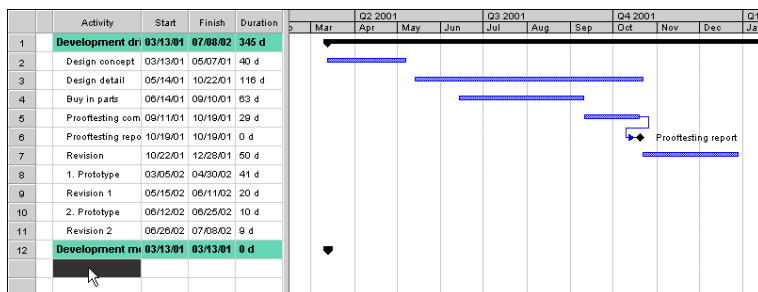 Activity Start Finish Duration
Q2 2001 Q3 2001 Q4 2001 Q1
Mar Apr May Jun Jul Aug Sep Oct Nov Dec Ja
1 Development dri 03/13/01 07/08/02 345 d
2 Design concept 03/13/01 05/07/01 40 d
3 Design detail 05/14/01 10/22/01 116 d
4 Buy in parts 06/14/01 09/10/01 63 d
5 Prooftesting com 09/11/01 10/19/01 29 d
6 Prooftesting repo 10/19/01 10/19/01 0 d Prooftesting report
7 Revision 10/22/01 12/28/01 50 d
8 1. Prototype 03/05/02 04/30/02 41 d
9 Revision 1 05/15/02 06/11/02 20 d
10 2. Prototype 06/12/02 06/25/02 10 d
11 Revision 2 06/26/02 07/08/02 9 d
12 Development mo 03/13/01 03/13/01 0 d